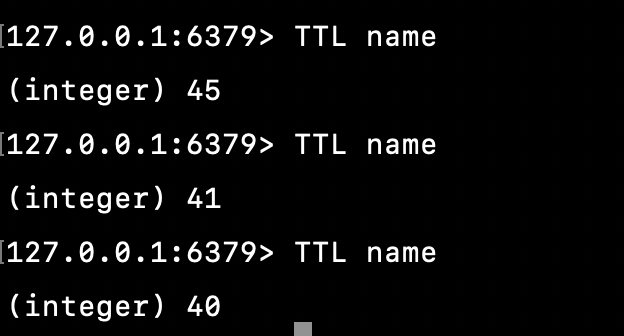 127.0.0.1:6379> TTL name
(integer) 45
127.0.0.1:6379> TTL name
(integer) 41
127.0.0.1:6379> TTL name
(integer) 40